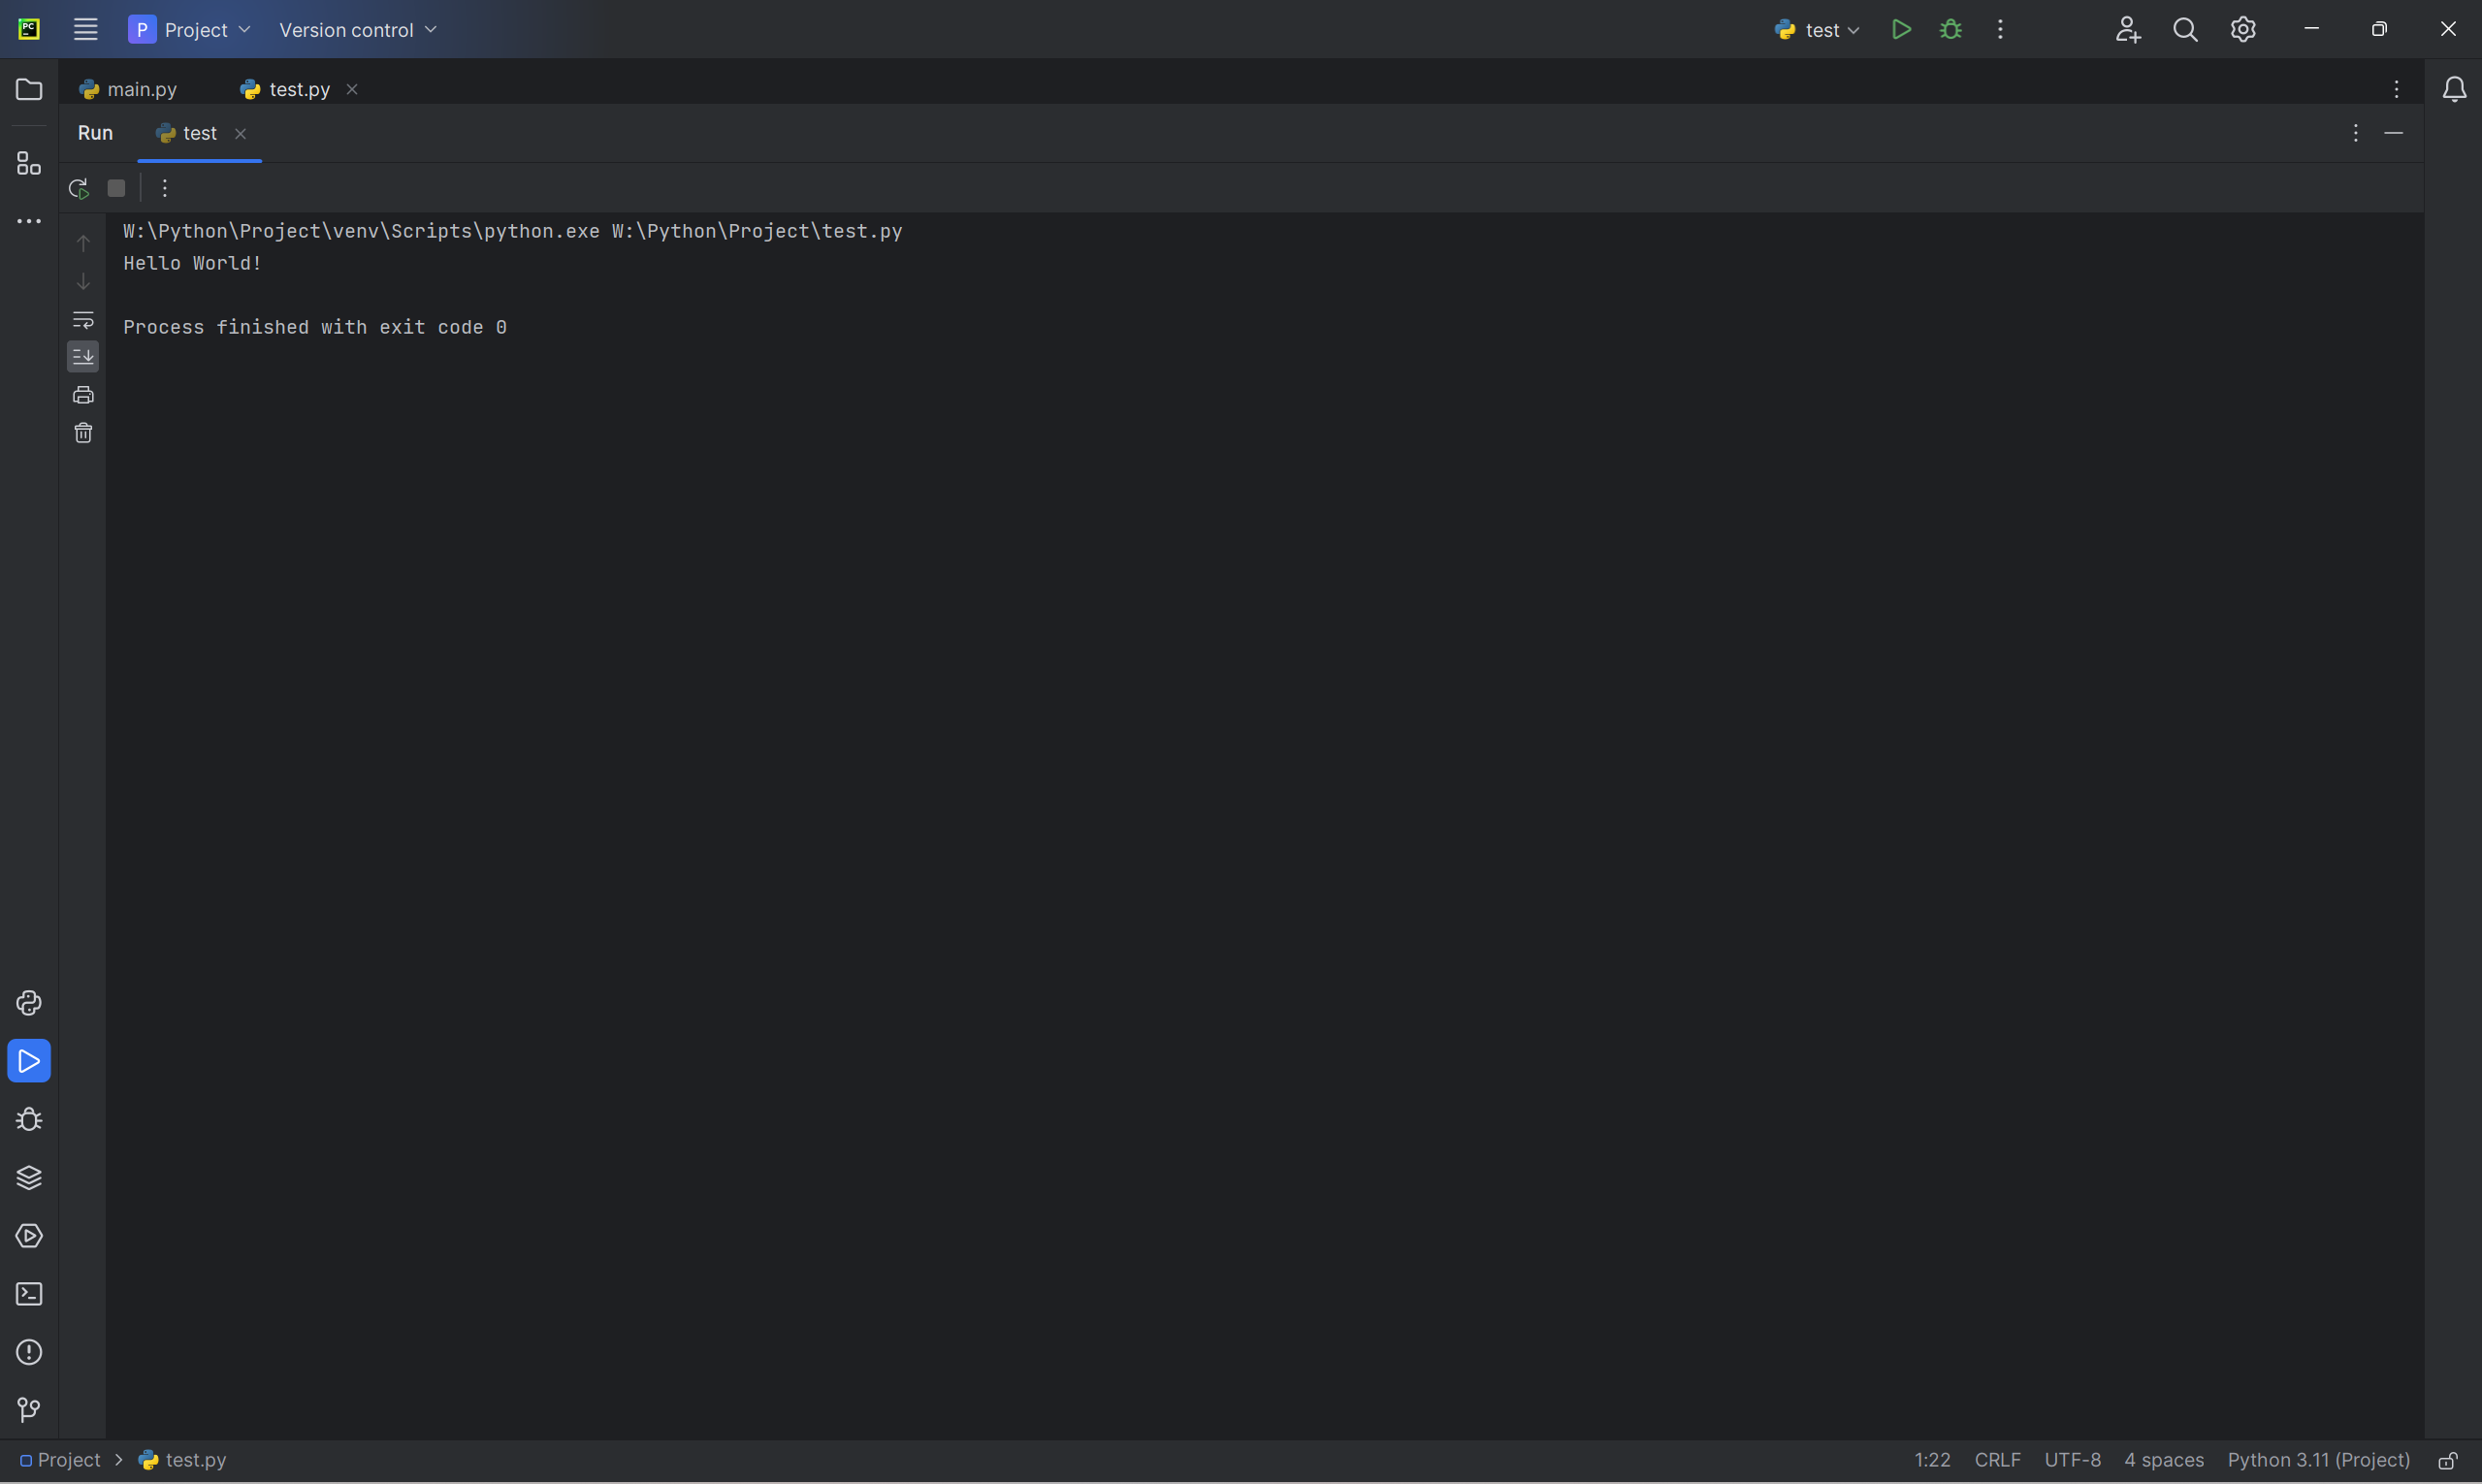 PC P Project Version control test
main.py test.py
Run test
W:\Python\Project\venv\Scripts\python.exe W:\Python\Project\test.py
Hello World!
Process finished with exit code 0
Project > test.py 1:22 CRLF UTF-8 4 spaces Python 3.11 (Project)